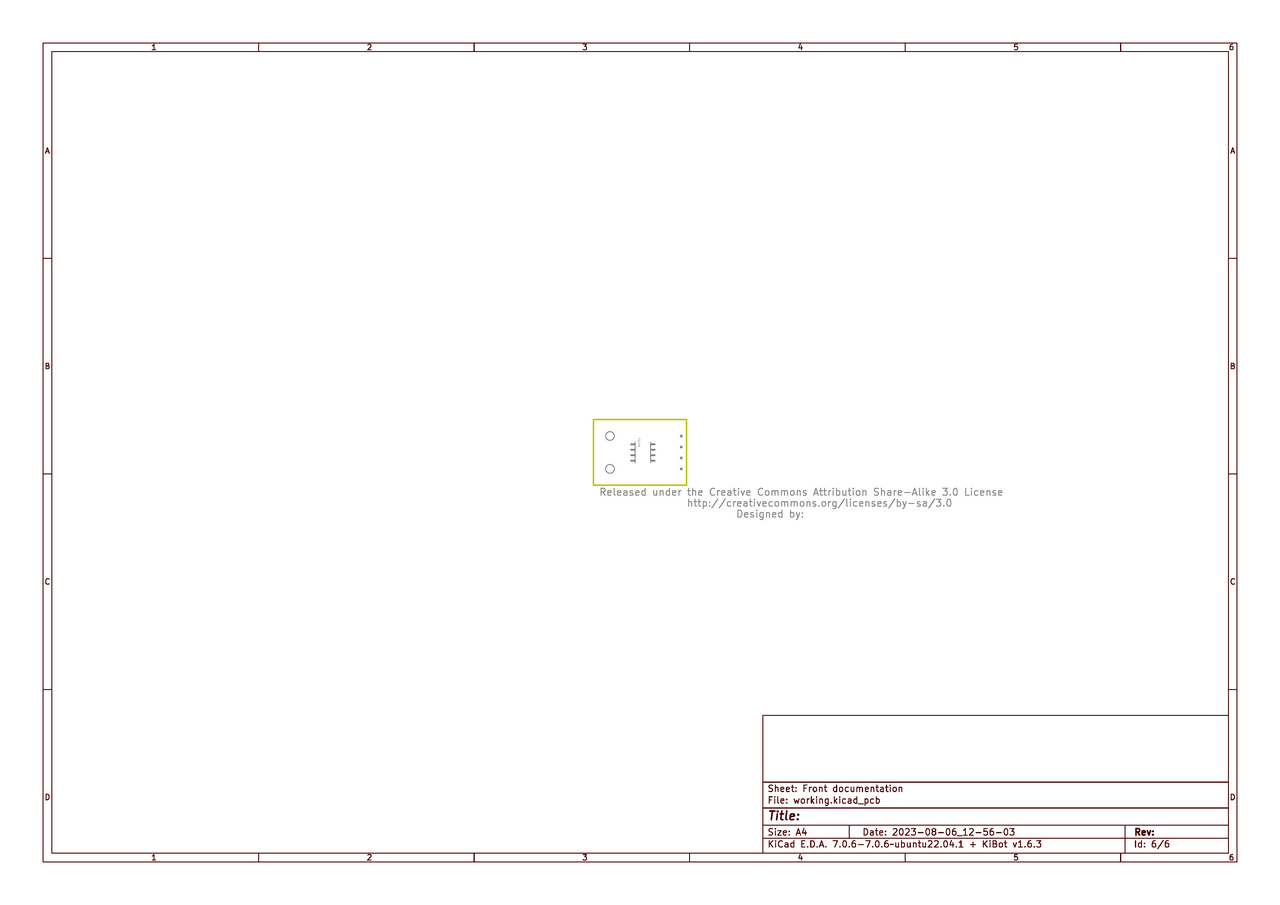 1 2 3 4 5 6
A A
B B
Released under the Creative Commons Attribution Share-Alike 3.0 License
http://creativecommons.org/licenses/by-sa/3.0
Designed by:
C C
Sheet: Front documentation
File: working.kicad_pcb
D D
Title:
Size: A4 Date: 2023-08-06_12-56-03 Rev:
KiCad E.D.A. 7.0.6-7.0.6~ubuntu22.04.1 + KiBot v1.6.3 Id: 6/6
1 2 3 4 5 6